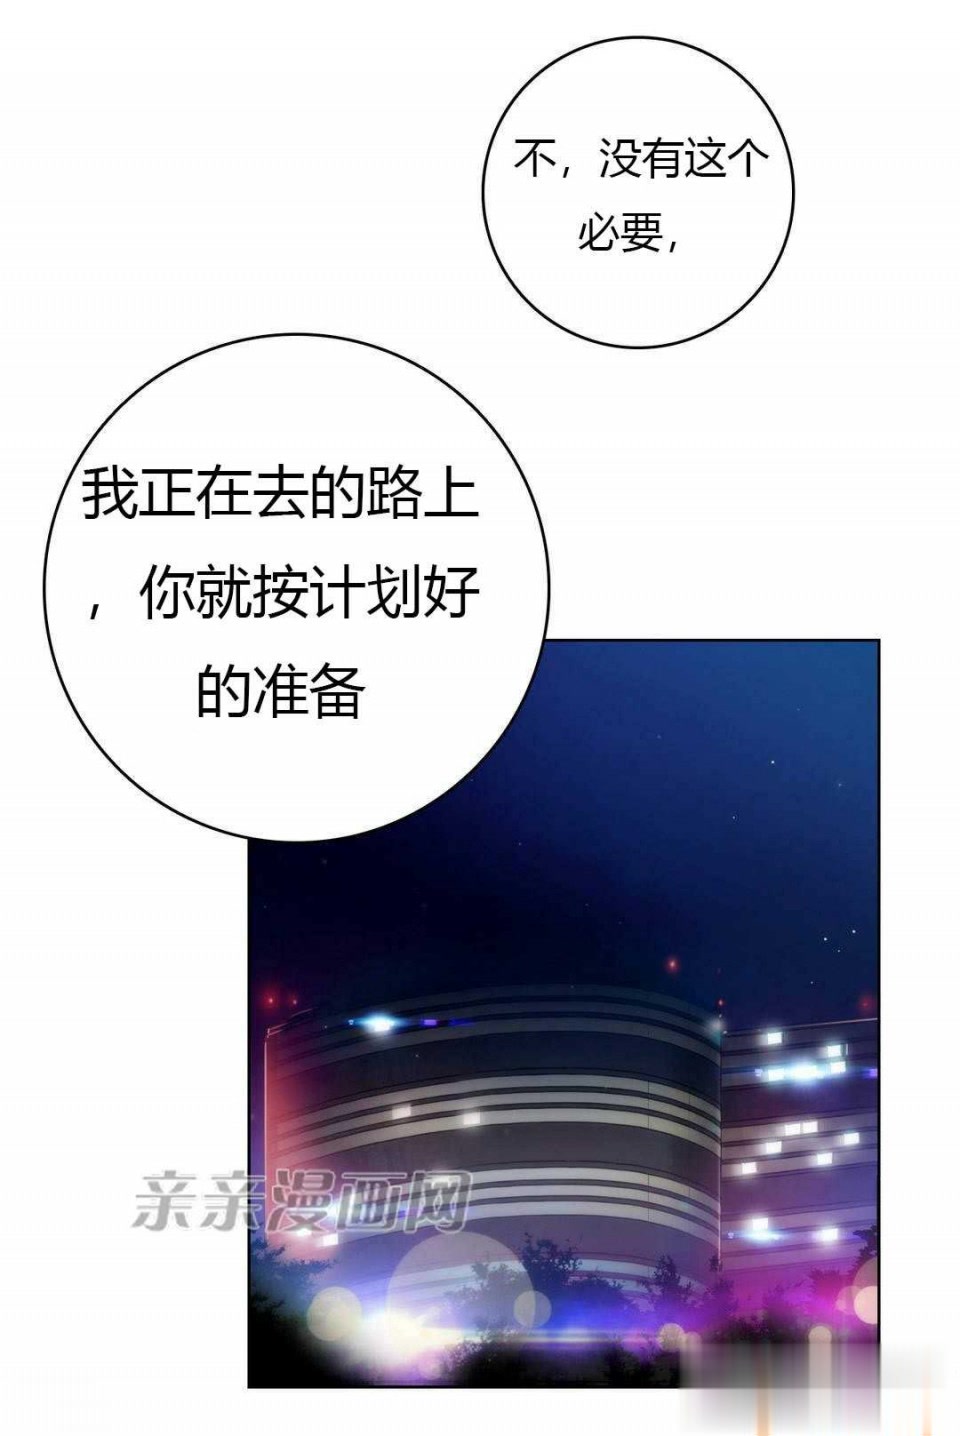 不，没有这个
必要，
我正在去的路上
，你就按计划好
的准备
亲亲漫画网